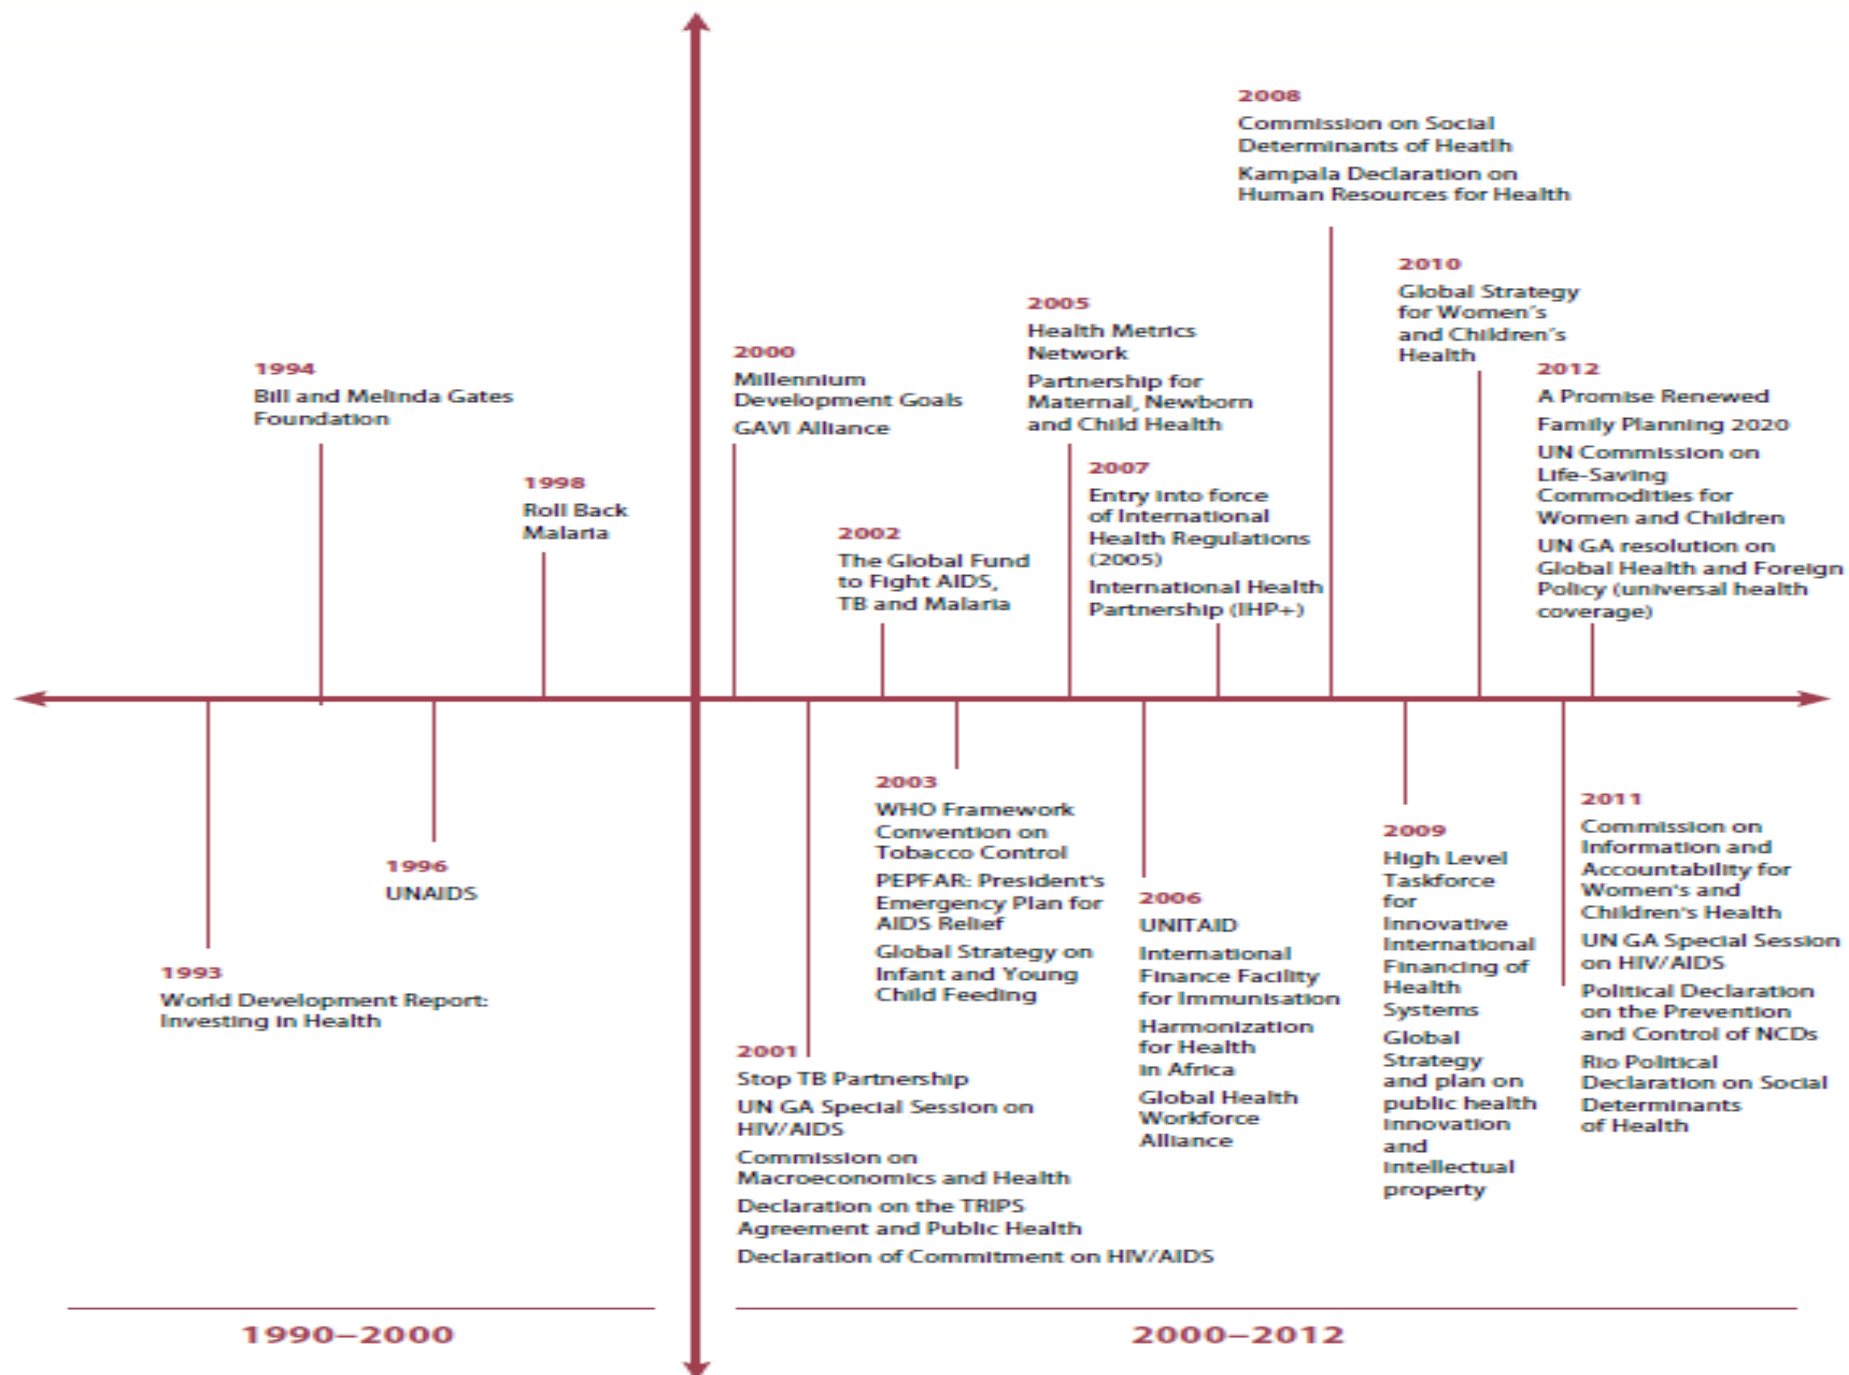 2008
Commission on Social
Determinants of Heatlh
Kampala Declaration on
Human Resources for Health
2010
Global Strategy
for Women's
and Children's
Health
2005
Health Metrics
Network
Partnership for
Maternal, Newborn
and Child Health
2000
Millennium
Development Goals
GAVI Alliance
1994
Bill and Melinda Gates
Foundation
2012
A Promise Renewed
Family Planning 2020
UN Commission on
Life-Saving
Commodities for
Women and Children
UN GA resolution on
Global Health and Foreign
Policy (universal health
coverage)
2007
Entry into force
of International
Health Regulations
(2005)
International Health
Partnership (IHP+)
1998
Roll Back
Malaria
2002
The Global Fund
to Fight AIDS,
TB and Malaria
2003
WHO Framework
Convention on
Tobacco Control
PEPFAR: President's
Emergency Plan for
AIDS Relief
Global Strategy on
Infant and Young
Child Feeding
2011
Commission on
Information and
Accountability for
Women's and
Children's Health
UN GA Special Session
on HIV/AIDS
Political Declaration
on the Prevention
and Control of NCDs
Rio Political
Declaration on Social
Determinants
of Health
2009
High Level
Taskforce
for
Innovative
International
Financing of
Health
Systems
Global
Strategy
and plan on
public health
innovation
and
intellectual
property
1996
UNAIDS
2006
UNITAID
International
Finance Facility
for Immunisation
Harmonization
for Health
in Africa
Global Health
Workforce
Alliance
1993
World Development Report:
Investing in Health
2001
Stop TB Partnership
UN GA Special Session on
HIV/AIDS
Commission on
Macroeconomics and Health
Declaration on the TRIPS
Agreement and Public Health
Declaration of Commitment on HIV/AIDS
1990–2000
2000–2012